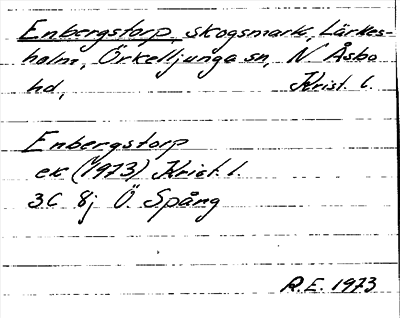 Enbergstorp, skogsmark, Lärkes-
holm, Örkelljunga sn, N Åsbo
hd, Krist. l.
Enbergstorp
ek (1973) Krist. l.
3C 8j Ö. Spång
R.E. 1973